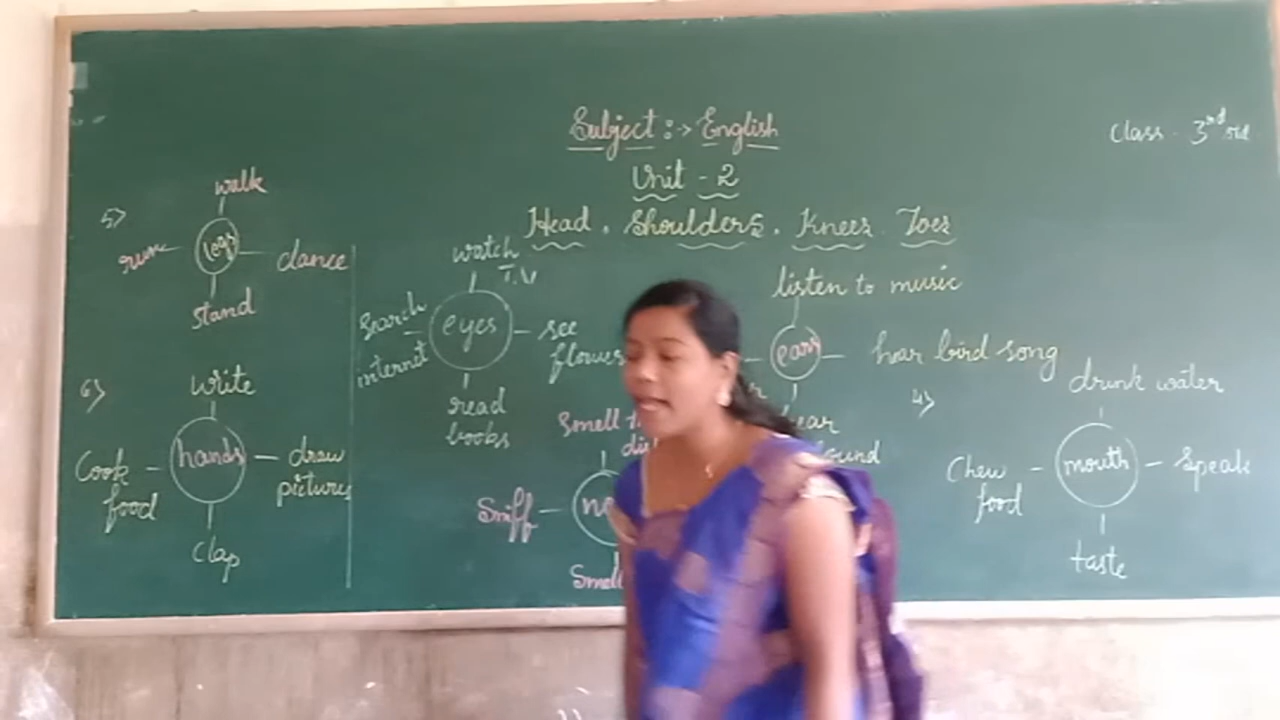 Subject :-> English
Class - 3rd
Unit - 2
Head. Shoulders. Knees. Toes
5>
walk
run
legs
dance
stand
6>
write
Cook
food
hands
draw
pictures
clap
watch
T.V
Search
internet
eyes
see
flowers
read
books
listen to music
ears
hear bird song
hear
Smell
Sniff
Smell
4>
drink water
Chew
food
mouth
Speak
taste